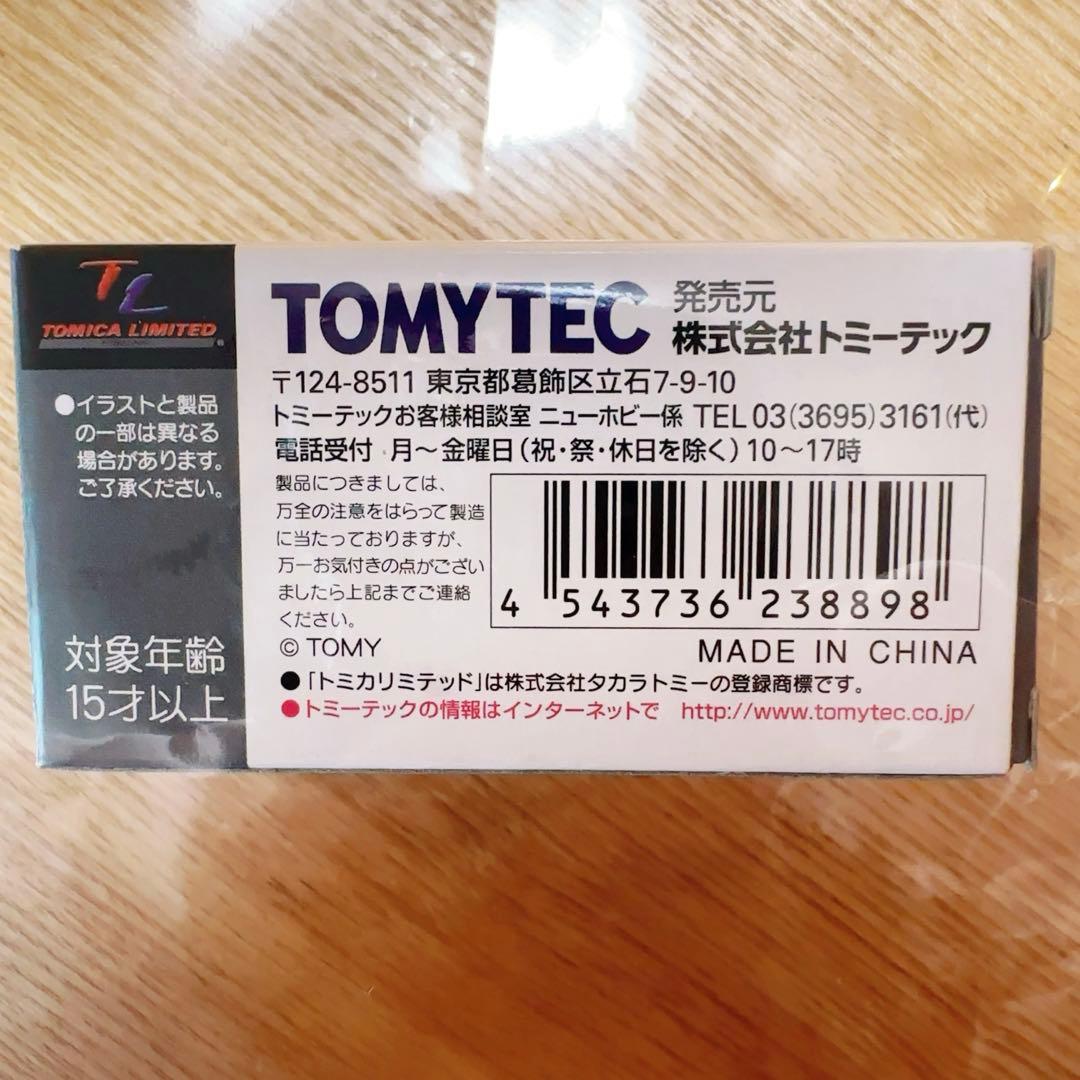 TL
TOMICA LIMITED
®
●イラストと製品
の一部は異なる
場合があります。
ご了承ください。
対象年齢
15才以上
TOMYTEC 発売元
株式会社トミーテック
〒124-8511 東京都葛飾区立石7-9-10
トミーテックお客様相談室 ニューホビー係 TEL 03(3695)3161(代)
電話受付 月～金曜日(祝・祭・休日を除く)10～17時
製品につきましては、
万全の注意をはらって製造
に当たっておりますが、
万一お気付きの点がござい
ましたら上記までご連絡
ください。
4 543736 238898
© TOMY
MADE IN CHINA
●「トミカリミテッド」は株式会社タカラトミーの登録商標です。
●トミーテックの情報はインターネットで http://www.tomytec.co.jp/